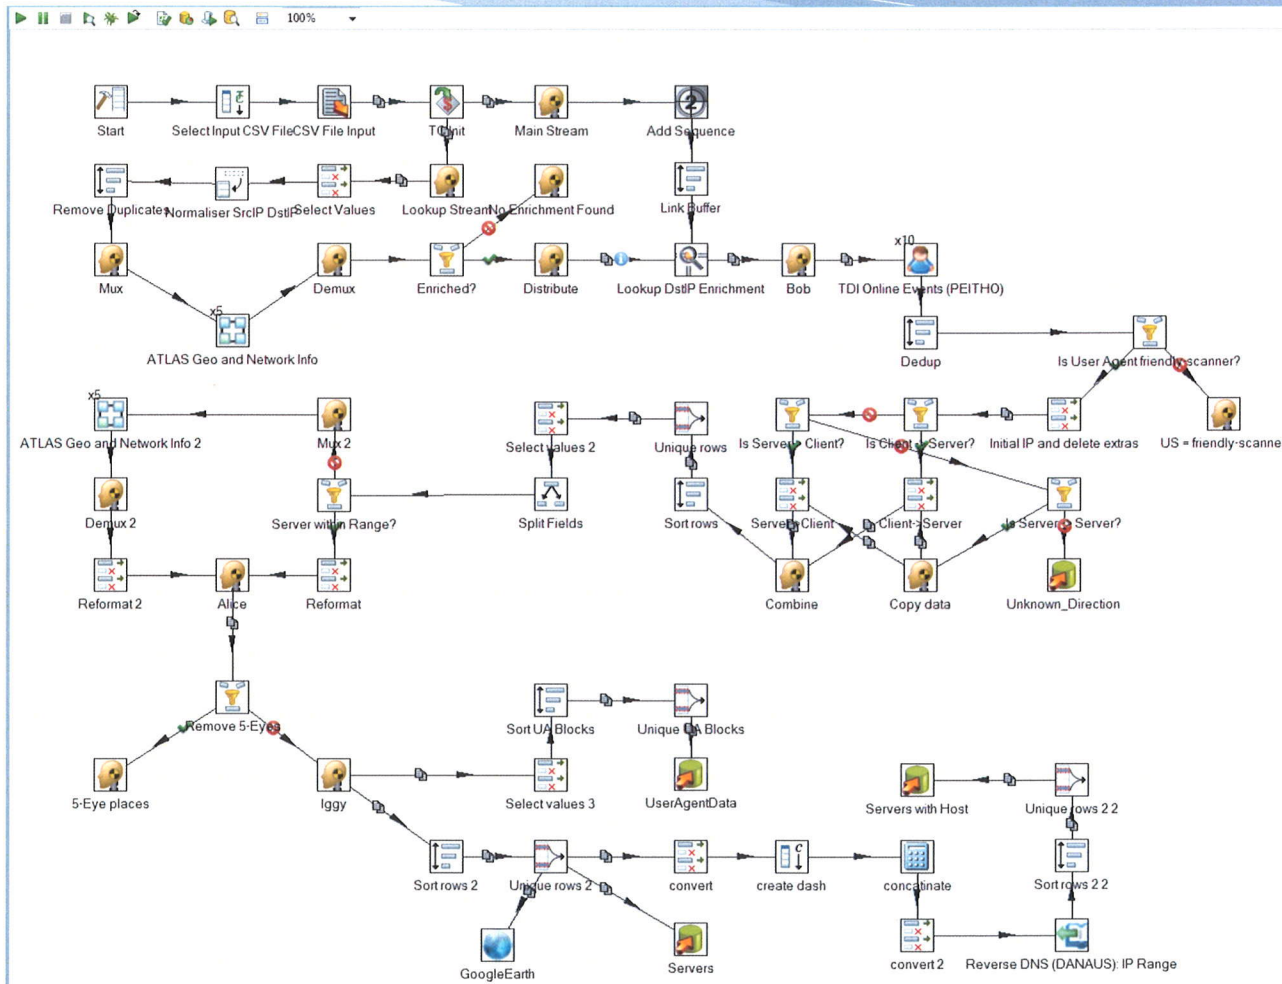 100%
Start
Select Input CSV File
CSV File Input
TC Init
Main Stream
2
Add Sequence
Remove Duplicates
Normaliser SrcIP DstIP
Select Values
Lookup Stream
No Enrichment Found
Link Buffer
Mux
Demux
Enriched?
Distribute
Lookup DstIP Enrichment
Bob
x10
TDI Online Events (PEITHO)
x5
ATLAS Geo and Network Info
Dedup
Is User Agent friendly scanner?
x5
ATLAS Geo and Network Info 2
Mux 2
Select values 2
Unique rows
Is Server > Client?
Is Client > Server?
Initial IP and delete extras
US = friendly-scanner
Demux 2
Server within Range?
Split Fields
Sort rows
Server>Client
Client->Server
Is Server > Server?
Reformat 2
Alice
Reformat
Combine
Copy data
Unknown_Direction
Remove 5-Eyes
Sort UA Blocks
Unique UA Blocks
5-Eye places
Iggy
Select values 3
UserAgentData
Servers with Host
Unique rows 2 2
Sort rows 2
Unique rows 2
convert
create dash
concatinate
Sort rows 2 2
GoogleEarth
Servers
convert 2
Reverse DNS (DANAUS): IP Range